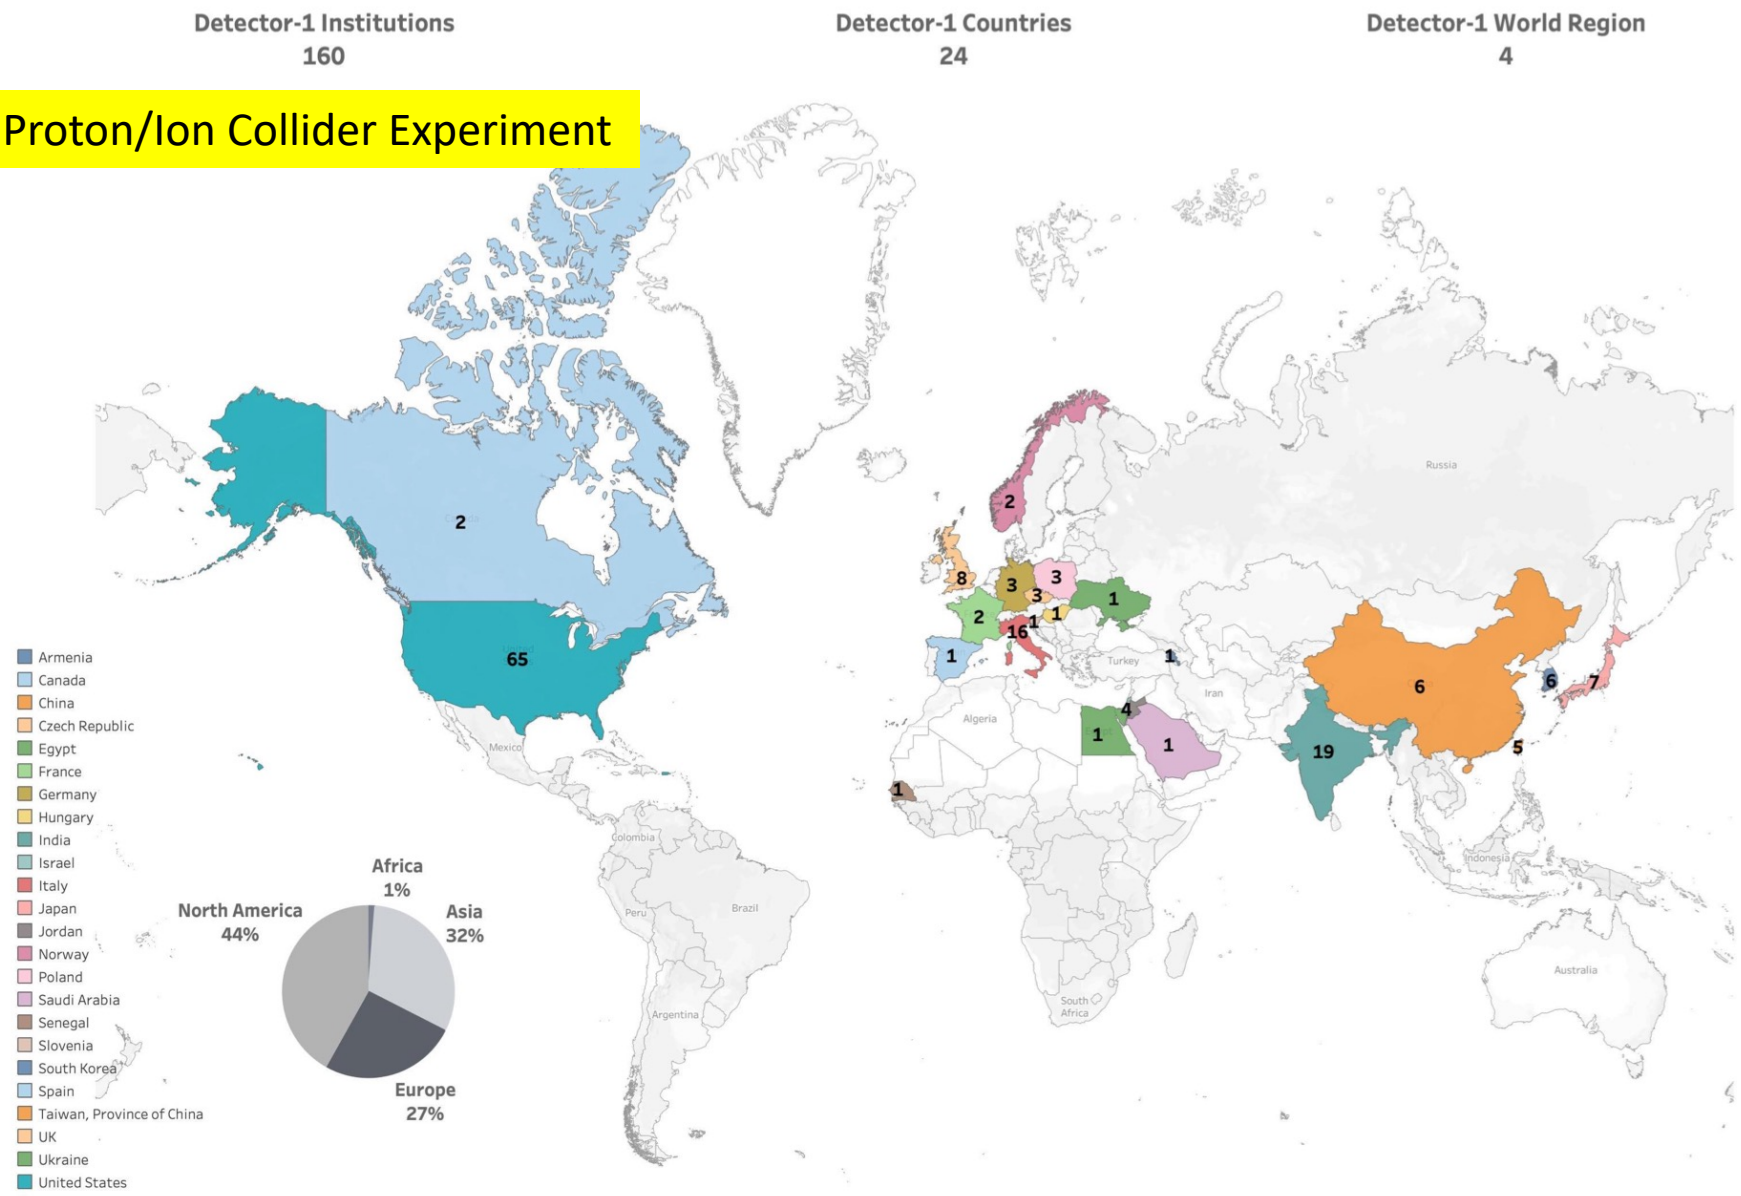 Detector-1 Institutions
160
Detector-1 Countries
24
Detector-1 World Region
4
Proton/Ion Collider Experiment
Russia
2
2
8
3
3
3
1
2
16
1
1
1
65
1
Turkey
1
Iran
Algeria
Mexico
1
4
1
1
6
6
7
5
19
Colombia
Peru
Brazil
Argentina
South
Africa
Indonesia
Australia
Armenia
Canada
China
Czech Republic
Egypt
France
Germany
Hungary
India
Israel
Italy
Japan
Jordan
Norway
Poland
Saudi Arabia
Senegal
Slovenia
South Korea
Spain
Taiwan, Province of China
UK
Ukraine
United States
Africa
1%
North America
44%
Asia
32%
Europe
27%